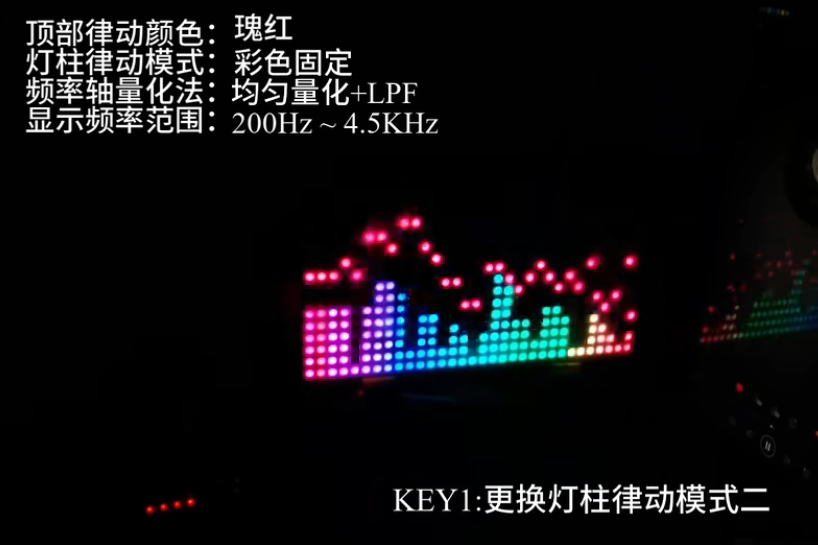 顶部律动颜色：瑰红
灯柱律动模式：彩色固定
频率轴量化法：均匀量化+LPF
显示频率范围：200Hz ~ 4.5KHz
KEY1:更换灯柱律动模式二